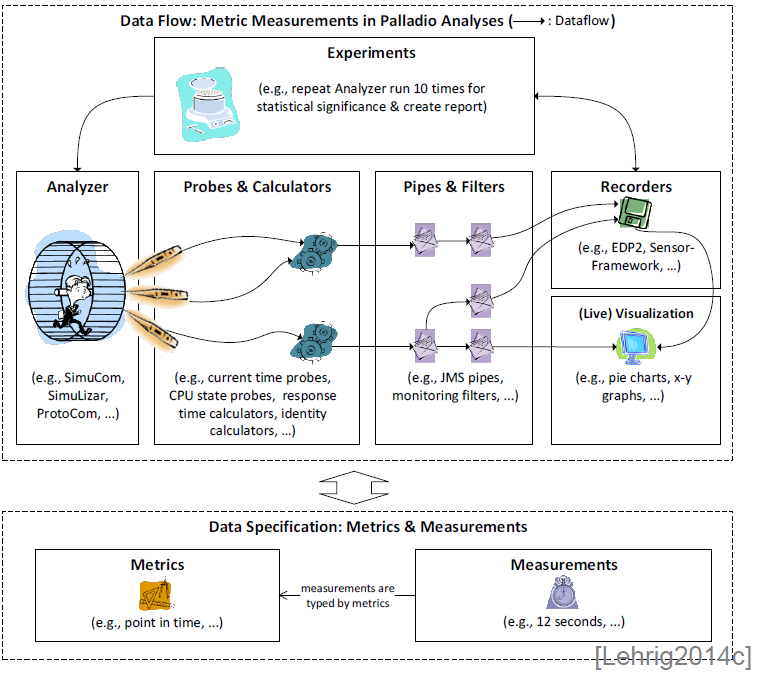 Data Flow: Metric Measurements in Palladio Analyses (⟶ : Dataflow)
Experiments
(e.g., repeat Analyzer run 10 times for
statistical significance & create report)
Analyzer
(e.g., SimuCom,
SimuLizar,
ProtoCom, ...)
Probes & Calculators
(e.g., current time probes,
CPU state probes, response
time calculators, identity
calculators, ...)
Pipes & Filters
(e.g., JMS pipes,
monitoring filters, ...)
Recorders
(e.g., EDP2, Sensor-
Framework, ...)
(Live) Visualization
(e.g., pie charts, x-y
graphs, ...)
Data Specification: Metrics & Measurements
Metrics
(e.g., point in time, ...)
measurements are
typed by metrics
Measurements
(e.g., 12 seconds, ...)
[Lehrig2014c]